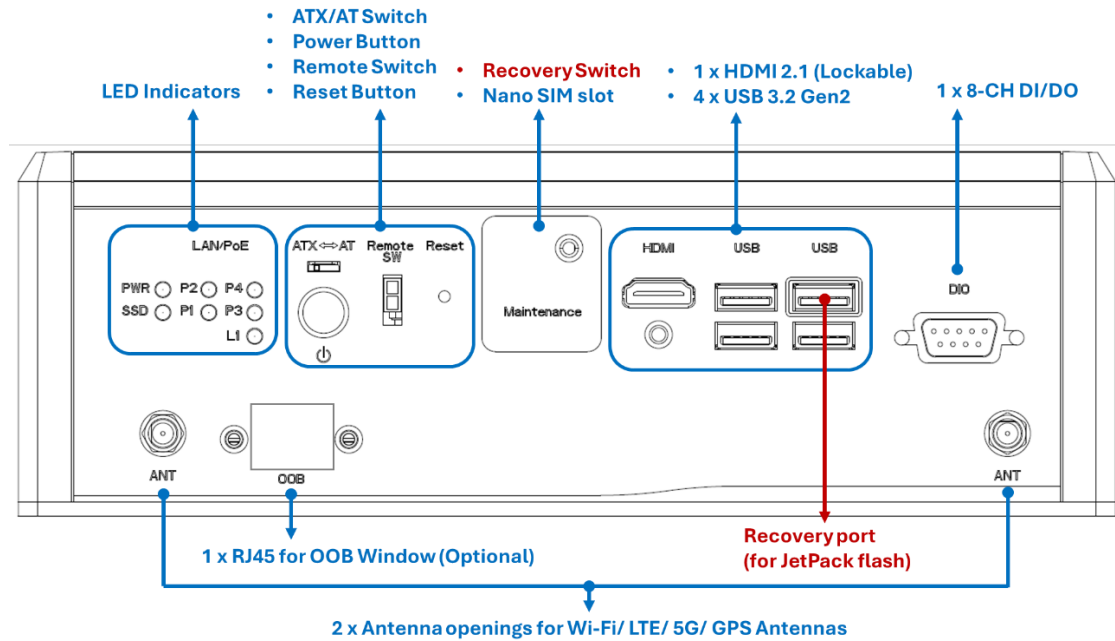 • ATX/AT Switch
• Power Button
• Remote Switch
• Reset Button
LED Indicators
• Recovery Switch
• Nano SIM slot
• 1 x HDMI 2.1 (Lockable)
• 4 x USB 3.2 Gen2
1 x 8-CH DI/DO
LAN/PoE
PWR P2 P4
SSD P1 P3
L1
ATX⇔AT
Remote
SW
Reset
Maintenance
HDMI
USB
USB
DIO
ANT
OOB
ANT
1 x RJ45 for OOB Window (Optional)
Recovery port
(for JetPack flash)
2 x Antenna openings for Wi-Fi/ LTE/ 5G/ GPS Antennas